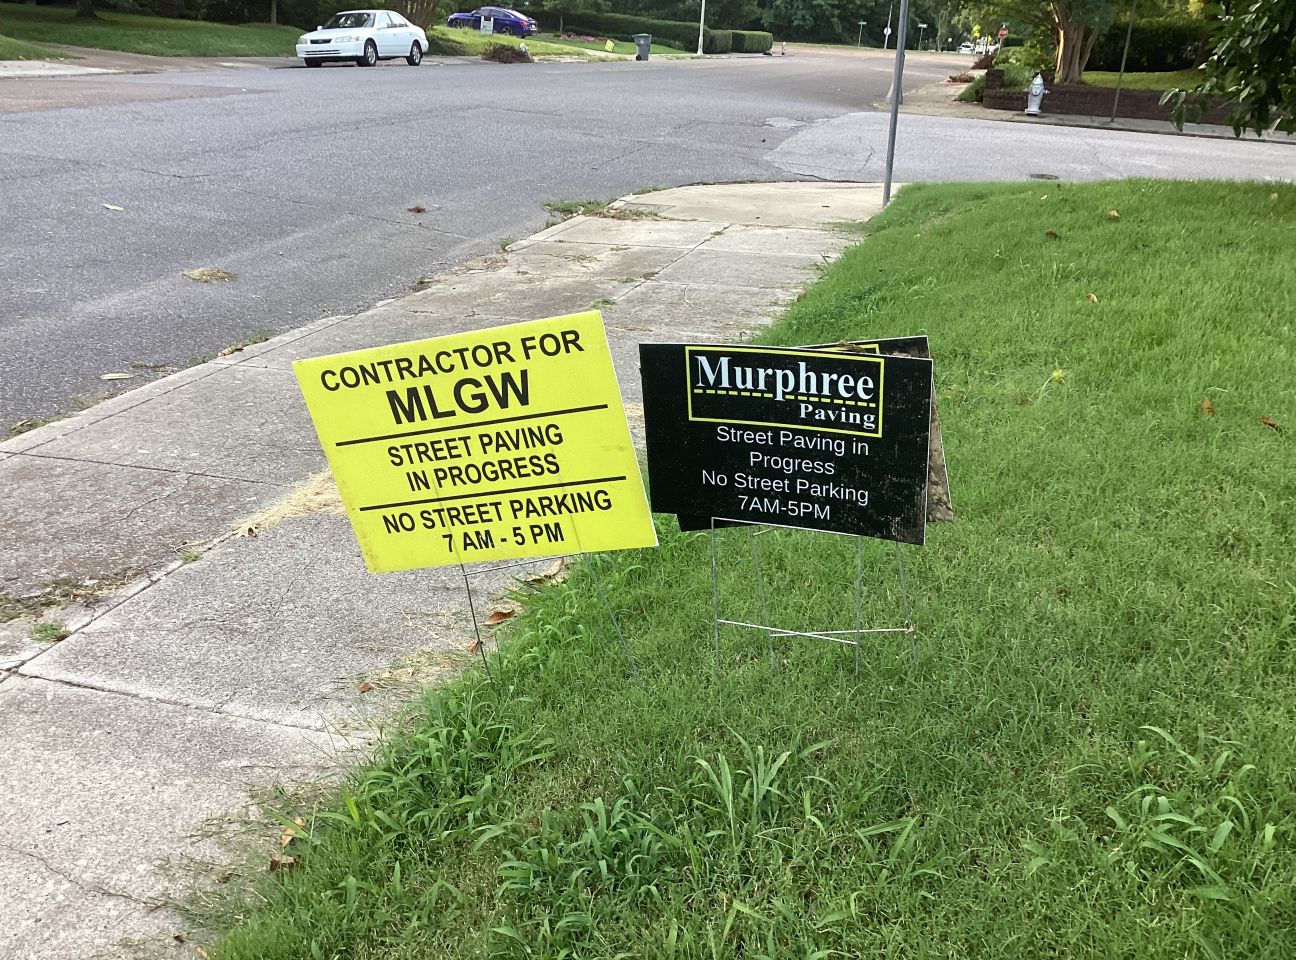 CONTRACTOR FOR
MLGW
STREET PAVING
IN PROGRESS
NO STREET PARKING
7 AM - 5 PM
Murphree
Paving
Street Paving in
Progress
No Street Parking
7AM-5PM